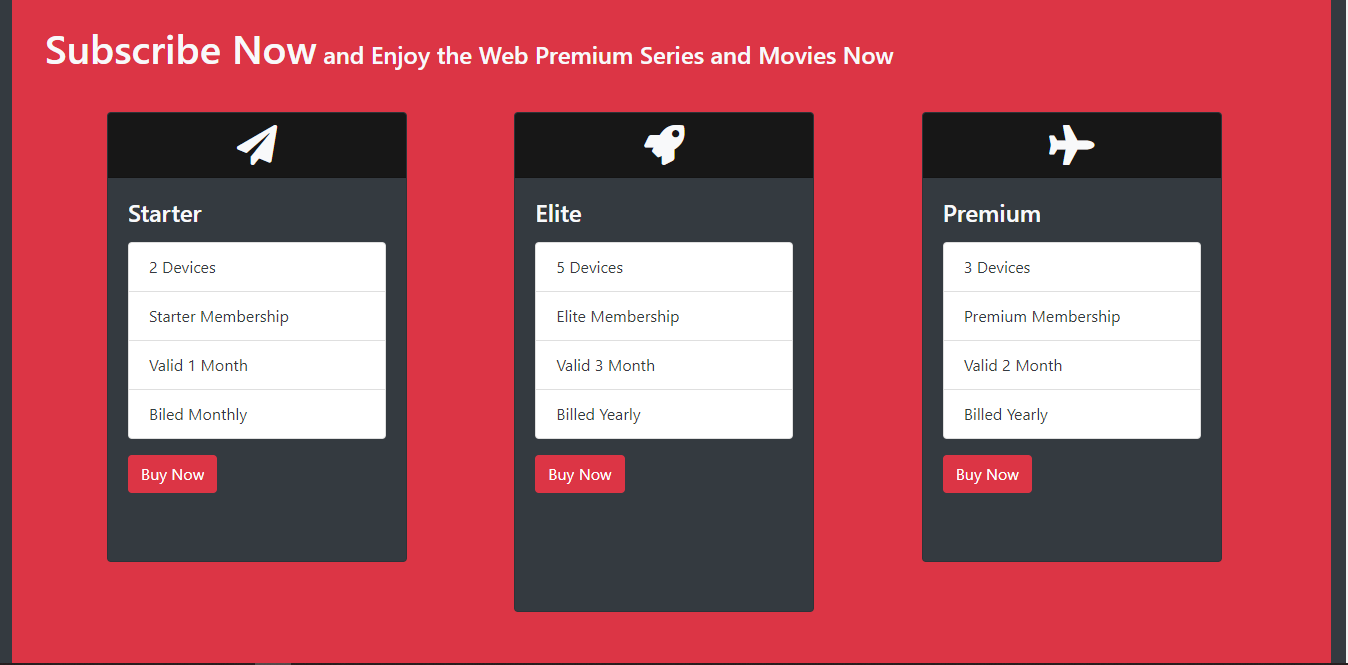 Subscribe Now and Enjoy the Web Premium Series and Movies Now
Starter
2 Devices
Starter Membership
Valid 1 Month
Biled Monthly
Buy Now
Elite
5 Devices
Elite Membership
Valid 3 Month
Billed Yearly
Buy Now
Premium
3 Devices
Premium Membership
Valid 2 Month
Billed Yearly
Buy Now